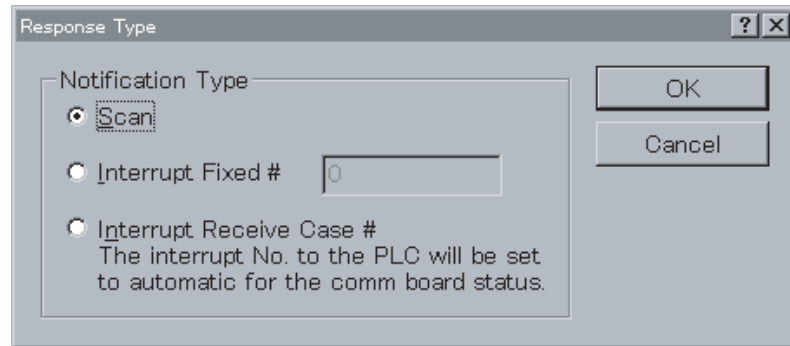 Response Type
Notification Type
Scan
Interrupt Fixed #
0
Interrupt Receive Case #
The interrupt No. to the PLC will be set
to automatic for the comm board status.
OK
Cancel